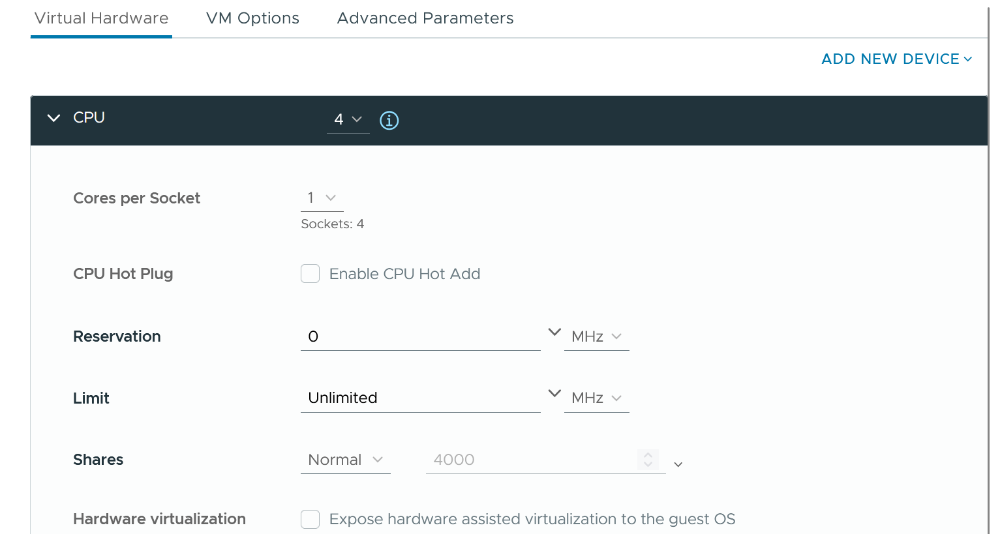 Virtual Hardware VM Options Advanced Parameters
ADD NEW DEVICE
CPU 4
Cores per Socket 1
Sockets: 4
CPU Hot Plug Enable CPU Hot Add
Reservation 0 MHz
Limit Unlimited MHz
Shares Normal 4000
Hardware virtualization Expose hardware assisted virtualization to the guest OS